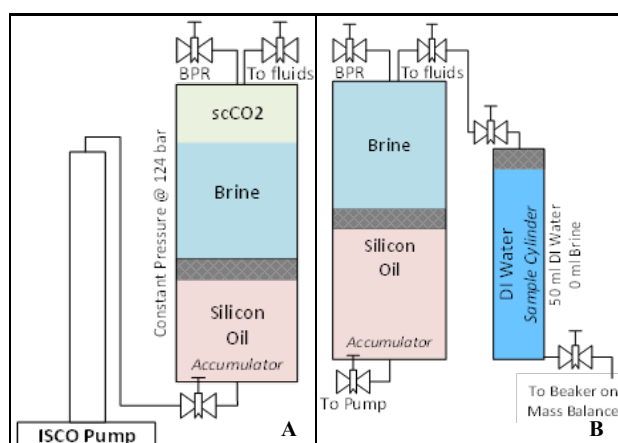 BPR
To fluids
scCO2
Brine
Silicon
Oil
Accumulator
Constant Pressure @ 124 bar
ISCO Pump
A
BPR
To fluids
Brine
Silicon
Oil
Accumulator
To Pump
DI Water
Sample Cylinder
50 ml DI Water
0 ml Brine
To Beaker on
Mass Balance
B